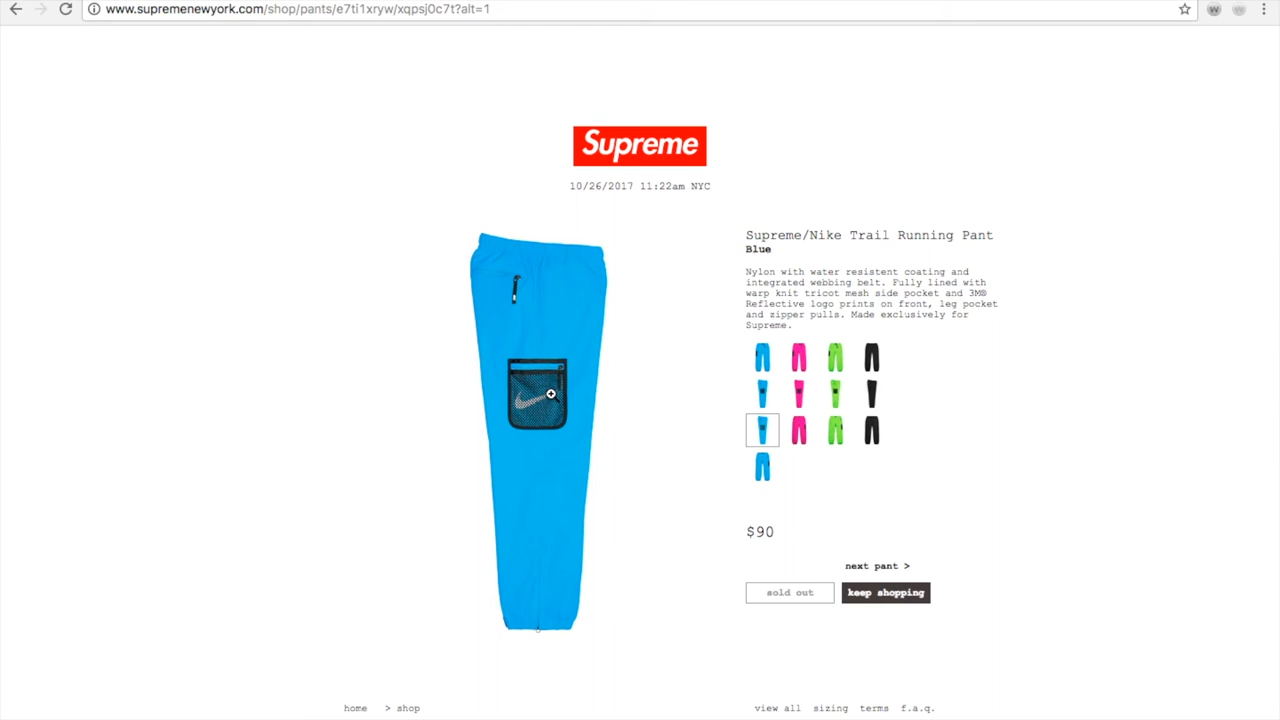 www.supremenewyork.com/shop/pants/e7ti1xryw/xqpsj0c7t?alt=1
Supreme
10/26/2017 11:22am NYC
Supreme/Nike Trail Running Pant
Blue
Nylon with water resistent coating and
integrated webbing belt. Fully lined with
warp knit tricot mesh side pocket and 3M®
Reflective logo prints on front, leg pocket
and zipper pulls. Made exclusively for
Supreme.
$90
next pant >
sold out
keep shopping
home > shop
view all sizing terms f.a.q.